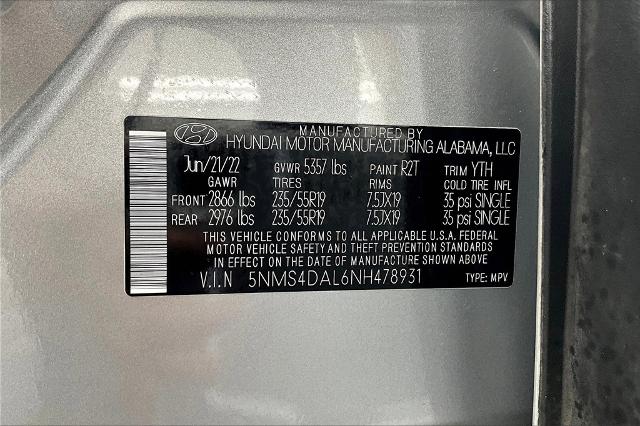 MANUFACTURED BY
HYUNDAI MOTOR MANUFACTURING ALABAMA, LLC
Jun/21/22 GVWR 5357 lbs PAINT R2T TRIM YTH
GAWR TIRES RIMS COLD TIRE INFL
FRONT 2866 lbs 235/55R19 7.5JX19 35 psi SINGLE
REAR 2976 lbs 235/55R19 7.5JX19 35 psi SINGLE
THIS VEHICLE CONFORMS TO ALL APPLICABLE U.S.A. FEDERAL
MOTOR VEHICLE SAFETY AND THEFT PREVENTION STANDARDS
IN EFFECT ON THE DATE OF MANUFACTURE SHOWN ABOVE
V.I.N 5NMS4DAL6NH478931 TYPE: MPV